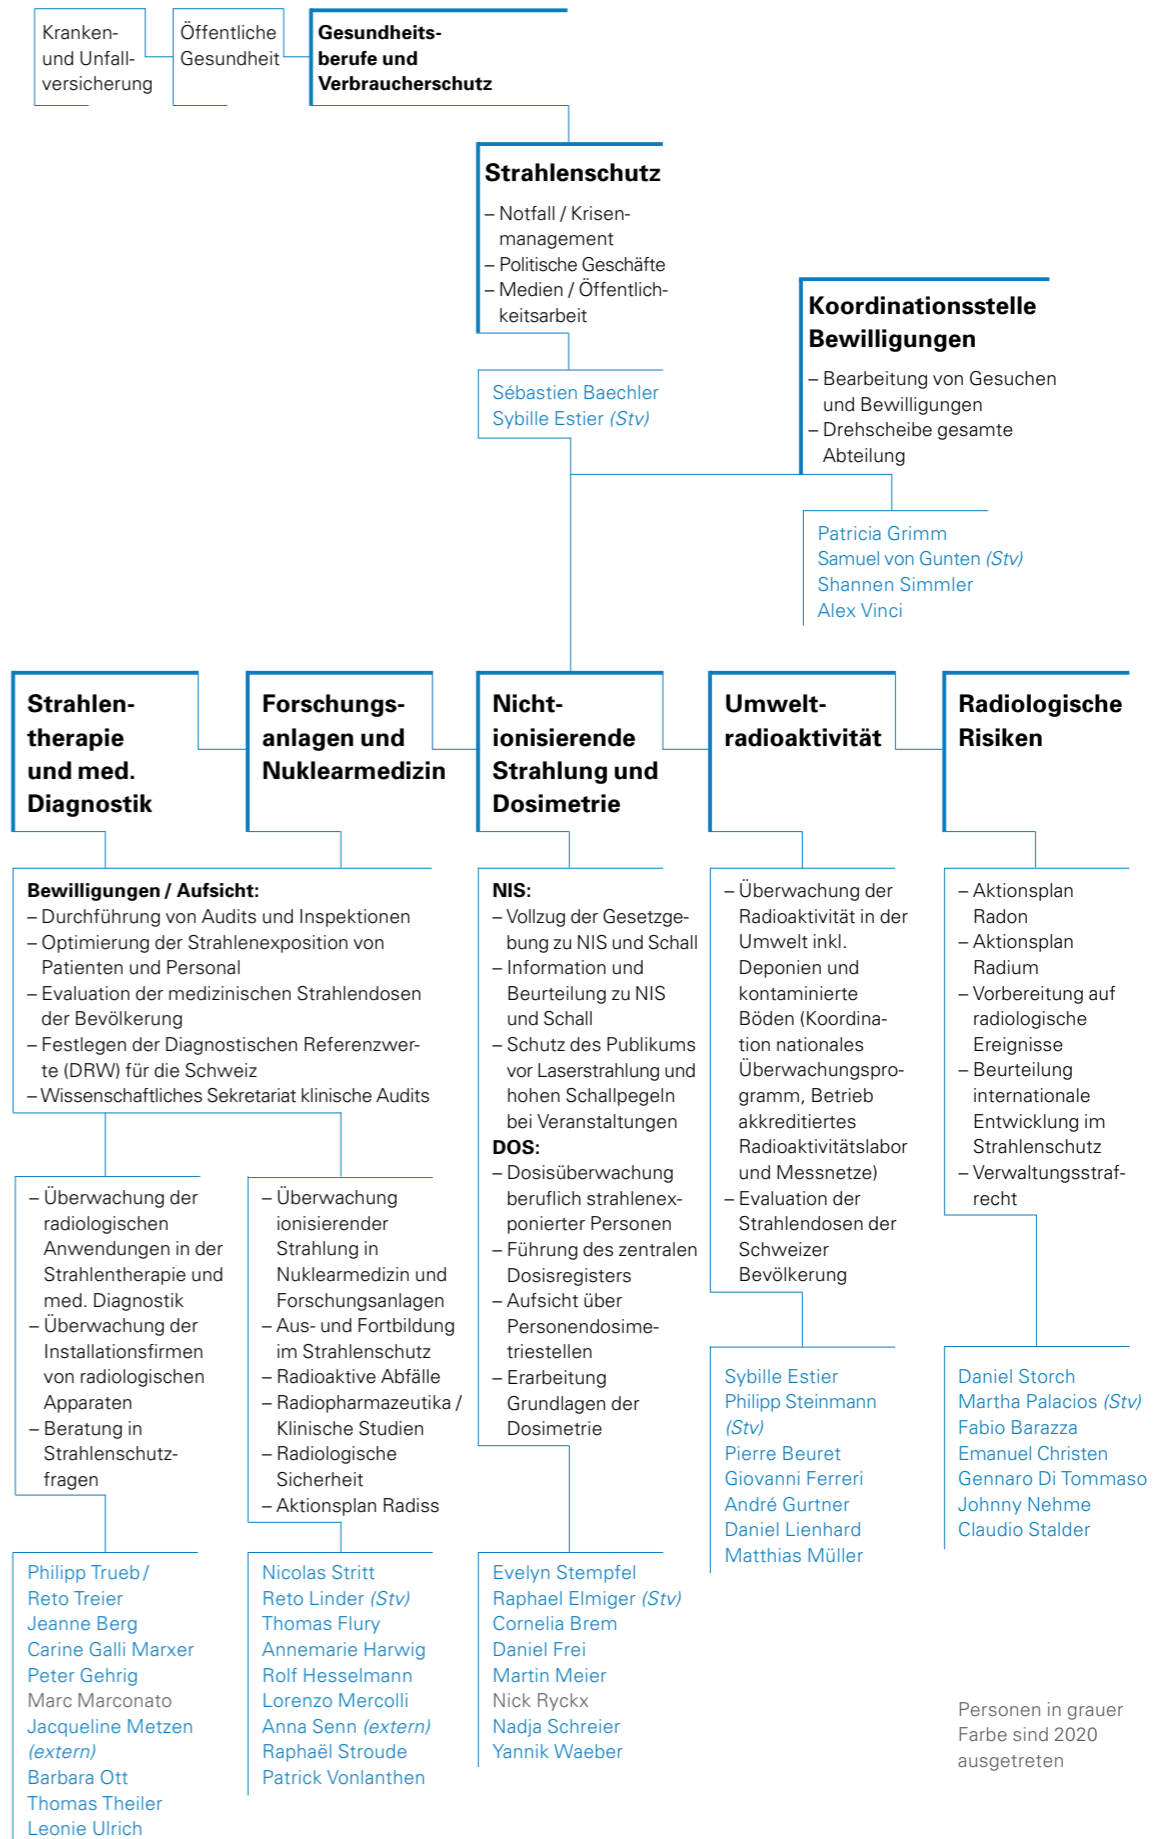 Kranken-
und Unfall-
versicherung
Öffentliche
Gesundheit
Gesundheits-
berufe und
Verbraucherschutz
Strahlenschutz
– Notfall / Krisen-
management
– Politische Geschäfte
– Medien / Öffentlich-
keitsarbeit
Sébastien Baechler
Sybille Estier (Stv)
Koordinationsstelle
Bewilligungen
– Bearbeitung von Gesuchen
und Bewilligungen
– Drehscheibe gesamte
Abteilung
Patricia Grimm
Samuel von Gunten (Stv)
Shannen Simmler
Alex Vinci
Strahlen-
therapie
und med.
Diagnostik
Forschungs-
anlagen und
Nuklearmedizin
Nicht-
ionisierende
Strahlung und
Dosimetrie
Umwelt-
radioaktivität
Radiologische
Risiken
Bewilligungen / Aufsicht:
– Durchführung von Audits und Inspektionen
– Optimierung der Strahlenexposition von
Patienten und Personal
– Evaluation der medizinischen Strahlendosen
der Bevölkerung
– Festlegen der Diagnostischen Referenzwer-
te (DRW) für die Schweiz
– Wissenschaftliches Sekretariat klinische Audits
– Überwachung der
radiologischen
Anwendungen in der
Strahlentherapie und
med. Diagnostik
– Überwachung der
Installationsfirmen
von radiologischen
Apparaten
– Beratung in
Strahlenschutz-
fragen
Philipp Trueb /
Reto Treier
Jeanne Berg
Carine Galli Marxer
Peter Gehrig
Marc Marconato
Jacqueline Metzen
(extern)
Barbara Ott
Thomas Theiler
Leonie Ulrich
– Überwachung
ionisierender
Strahlung in
Nuklearmedizin und
Forschungsanlagen
– Aus- und Fortbildung
im Strahlenschutz
– Radioaktive Abfälle
– Radiopharmazeutika /
Klinische Studien
– Radiologische
Sicherheit
– Aktionsplan Radiss
Nicolas Stritt
Reto Linder (Stv)
Thomas Flury
Annemarie Harwig
Rolf Hesselmann
Lorenzo Mercolli
Anna Senn (extern)
Raphaël Stroude
Patrick Vonlanthen
NIS:
– Vollzug der Gesetzge-
bung zu NIS und Schall
– Information und
Beurteilung zu NIS
und Schall
– Schutz des Publikums
vor Laserstrahlung und
hohen Schallpegeln
bei Veranstaltungen
DOS:
– Dosisüberwachung
beruflich strahlenex-
ponierter Personen
– Führung des zentralen
Dosisregisters
– Aufsicht über
Personendosime-
triestellen
– Erarbeitung
Grundlagen der
Dosimetrie
Evelyn Stempfel
Raphael Elmiger (Stv)
Cornelia Brem
Daniel Frei
Martin Meier
Nick Ryckx
Nadja Schreier
Yannik Waeber
– Überwachung der
Radioaktivität in der
Umwelt inkl.
Deponien und
kontaminierte
Böden (Koordina-
tion nationales
Überwachungspro-
gramm, Betrieb
akkreditiertes
Radioaktivitätslabor
und Messnetze)
– Evaluation der
Strahlendosen der
Schweizer
Bevölkerung
Sybille Estier
Philipp Steinmann
(Stv)
Pierre Beuret
Giovanni Ferreri
André Gurtner
Daniel Lienhard
Matthias Müller
– Aktionsplan
Radon
– Aktionsplan
Radium
– Vorbereitung auf
radiologische
Ereignisse
– Beurteilung
internationale
Entwicklung im
Strahlenschutz
– Verwaltungsstraf-
recht
Daniel Storch
Martha Palacios (Stv)
Fabio Barazza
Emanuel Christen
Gennaro Di Tommaso
Johnny Nehme
Claudio Stalder
Personen in grauer
Farbe sind 2020
ausgetreten